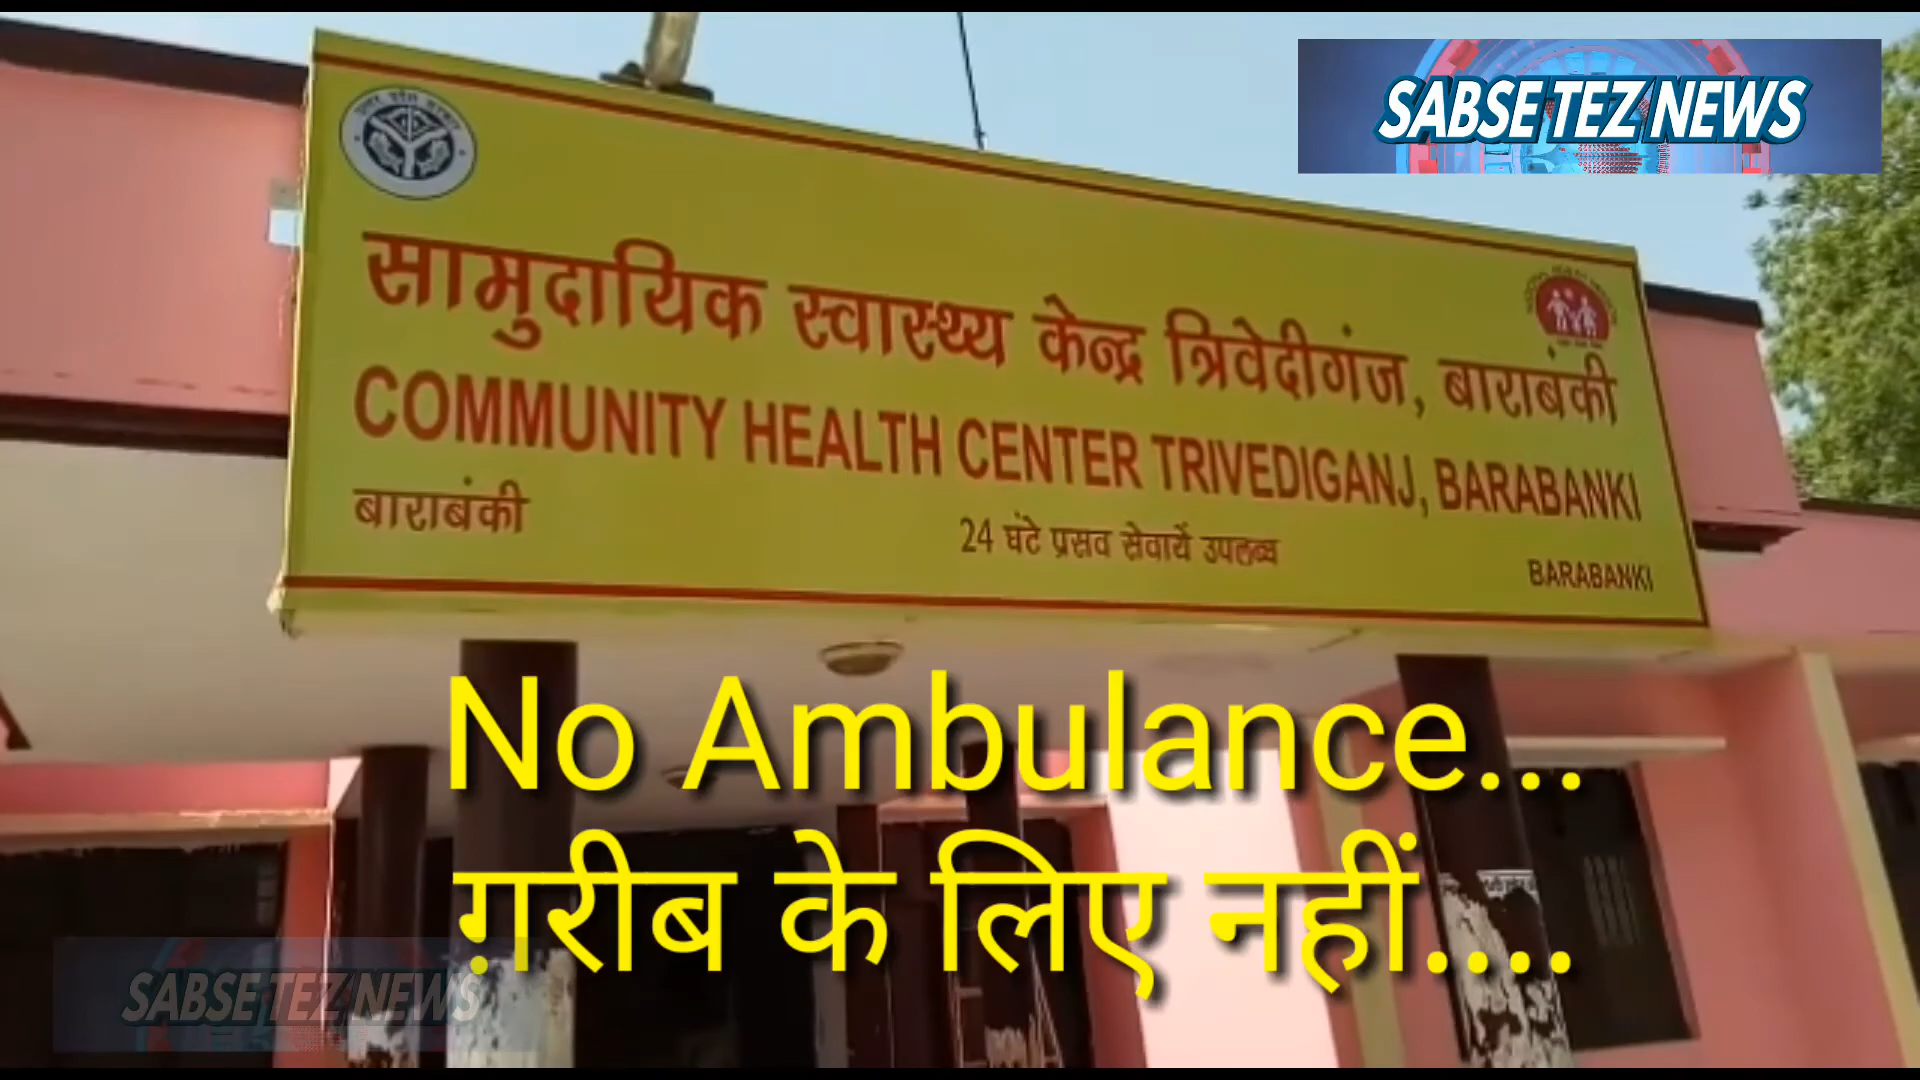 SABSE TEZ NEWS
सामुदायिक स्वास्थ्य केन्द्र त्रिवेदीगंज, बाराबंकी
COMMUNITY HEALTH CENTER TRIVEDIGANJ, BARABANKI
बाराबंकी
24 घंटे प्रसव सेवायें उपलब्ध
BARABANKI
No Ambulance...
ग़रीब के लिए नहीं....
SABSE TEZ NEWS